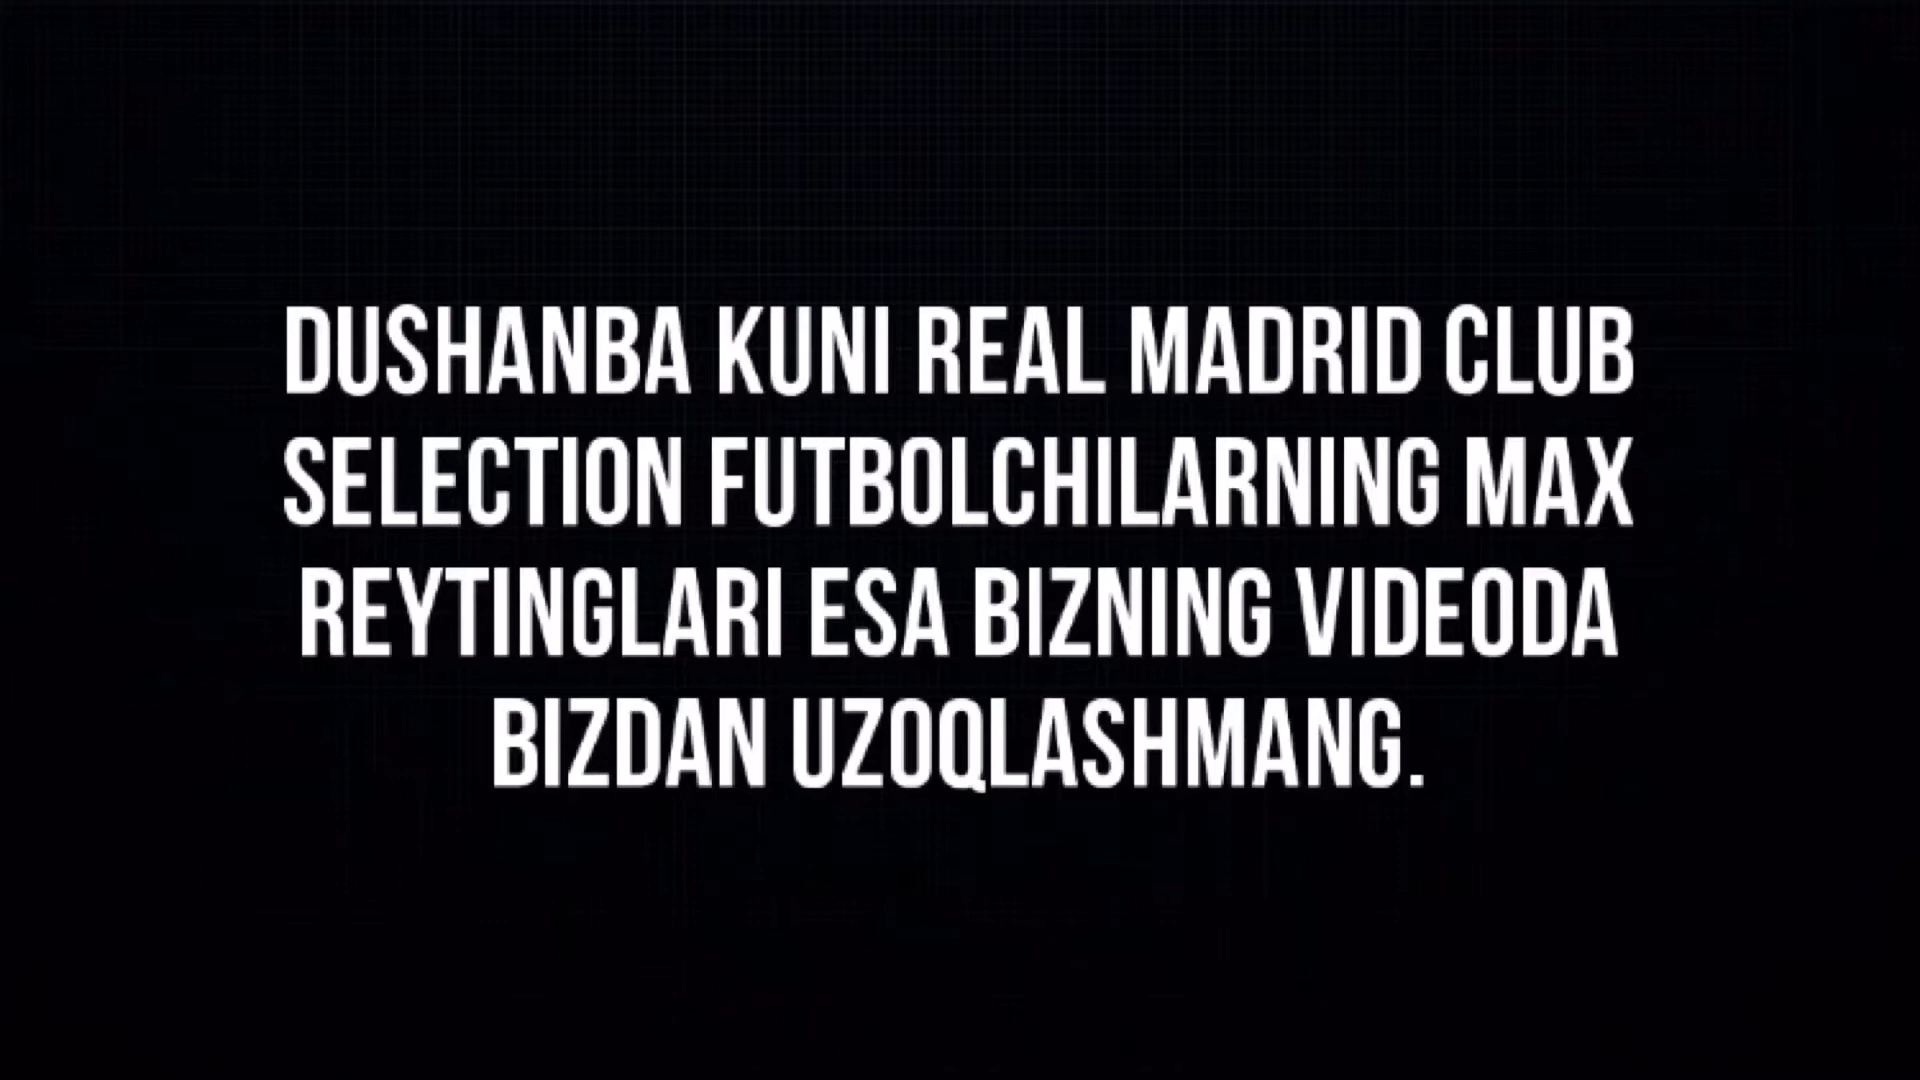 DUSHANBA KUNI REAL MADRID CLUB
SELECTION FUTBOLCHILARNING MAX
REYTINGLARI ESA BIZNING VIDEODA
BIZDAN UZOQLASHMANG.